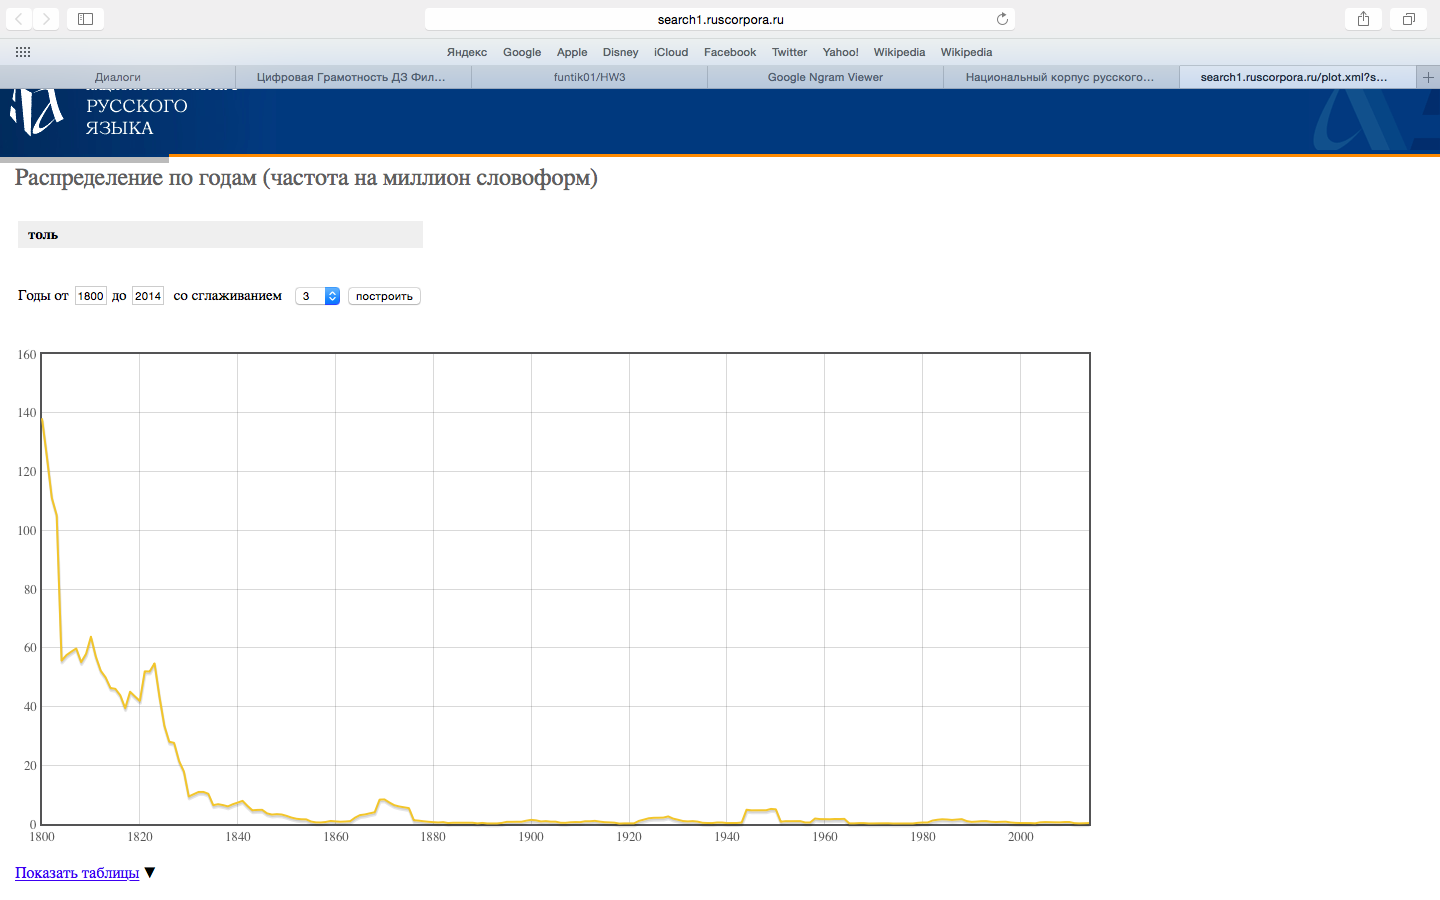 search1.ruscorpora.ru
Яндекс Google Apple Disney iCloud Facebook Twitter Yahoo! Wikipedia Wikipedia
Диалоги Цифровая Грамотность ДЗ Фил... funtik01/HW3 Google Ngram Viewer Национальный корпус русского... search1.ruscorpora.ru/plot.xml?s...
РУССКОГО
ЯЗЫКА
Распределение по годам (частота на миллион словоформ)
толь
Годы от 1800 до 2014 со сглаживанием 3 построить
160
140
120
100
80
60
40
20
0
1800 1820 1840 1860 1880 1900 1920 1940 1960 1980 2000
Показать таблицы ▼